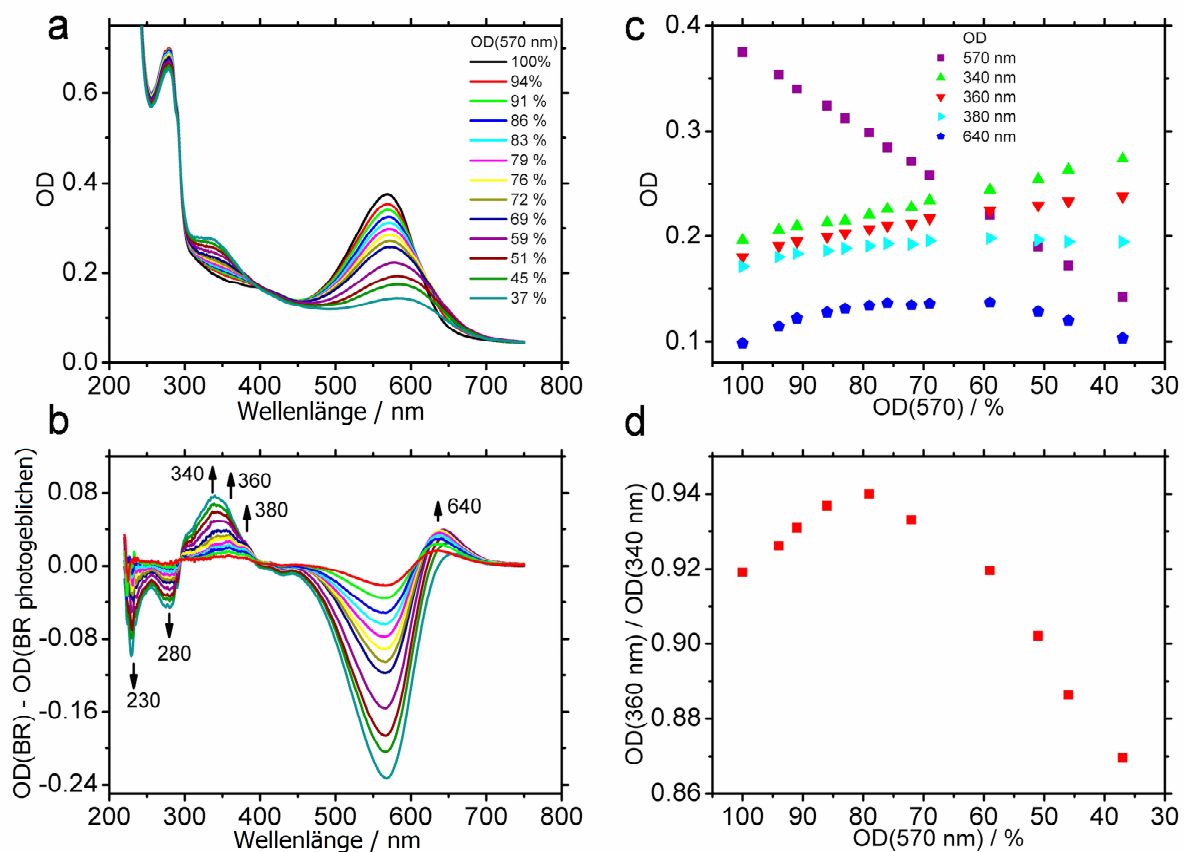 a
OD(570 nm)
100%
94%
91 %
86 %
83 %
79 %
76 %
72 %
69 %
59 %
51 %
45 %
37 %
OD
0.6
0.4
0.2
0.0
200 300 400 500 600 700 800
Wellenlänge / nm
b
340
360
380
640
230
280
OD(BR) - OD(BR photogeblichen)
0.08
0.00
-0.08
-0.16
-0.24
200 300 400 500 600 700 800
Wellenlänge / nm
c
OD
570 nm
340 nm
360 nm
380 nm
640 nm
OD
0.4
0.3
0.2
0.1
100 90 80 70 60 50 40 30
OD(570) / %
d
OD(360 nm) / OD(340 nm)
0.94
0.92
0.90
0.88
0.86
100 90 80 70 60 50 40 30
OD(570 nm) / %